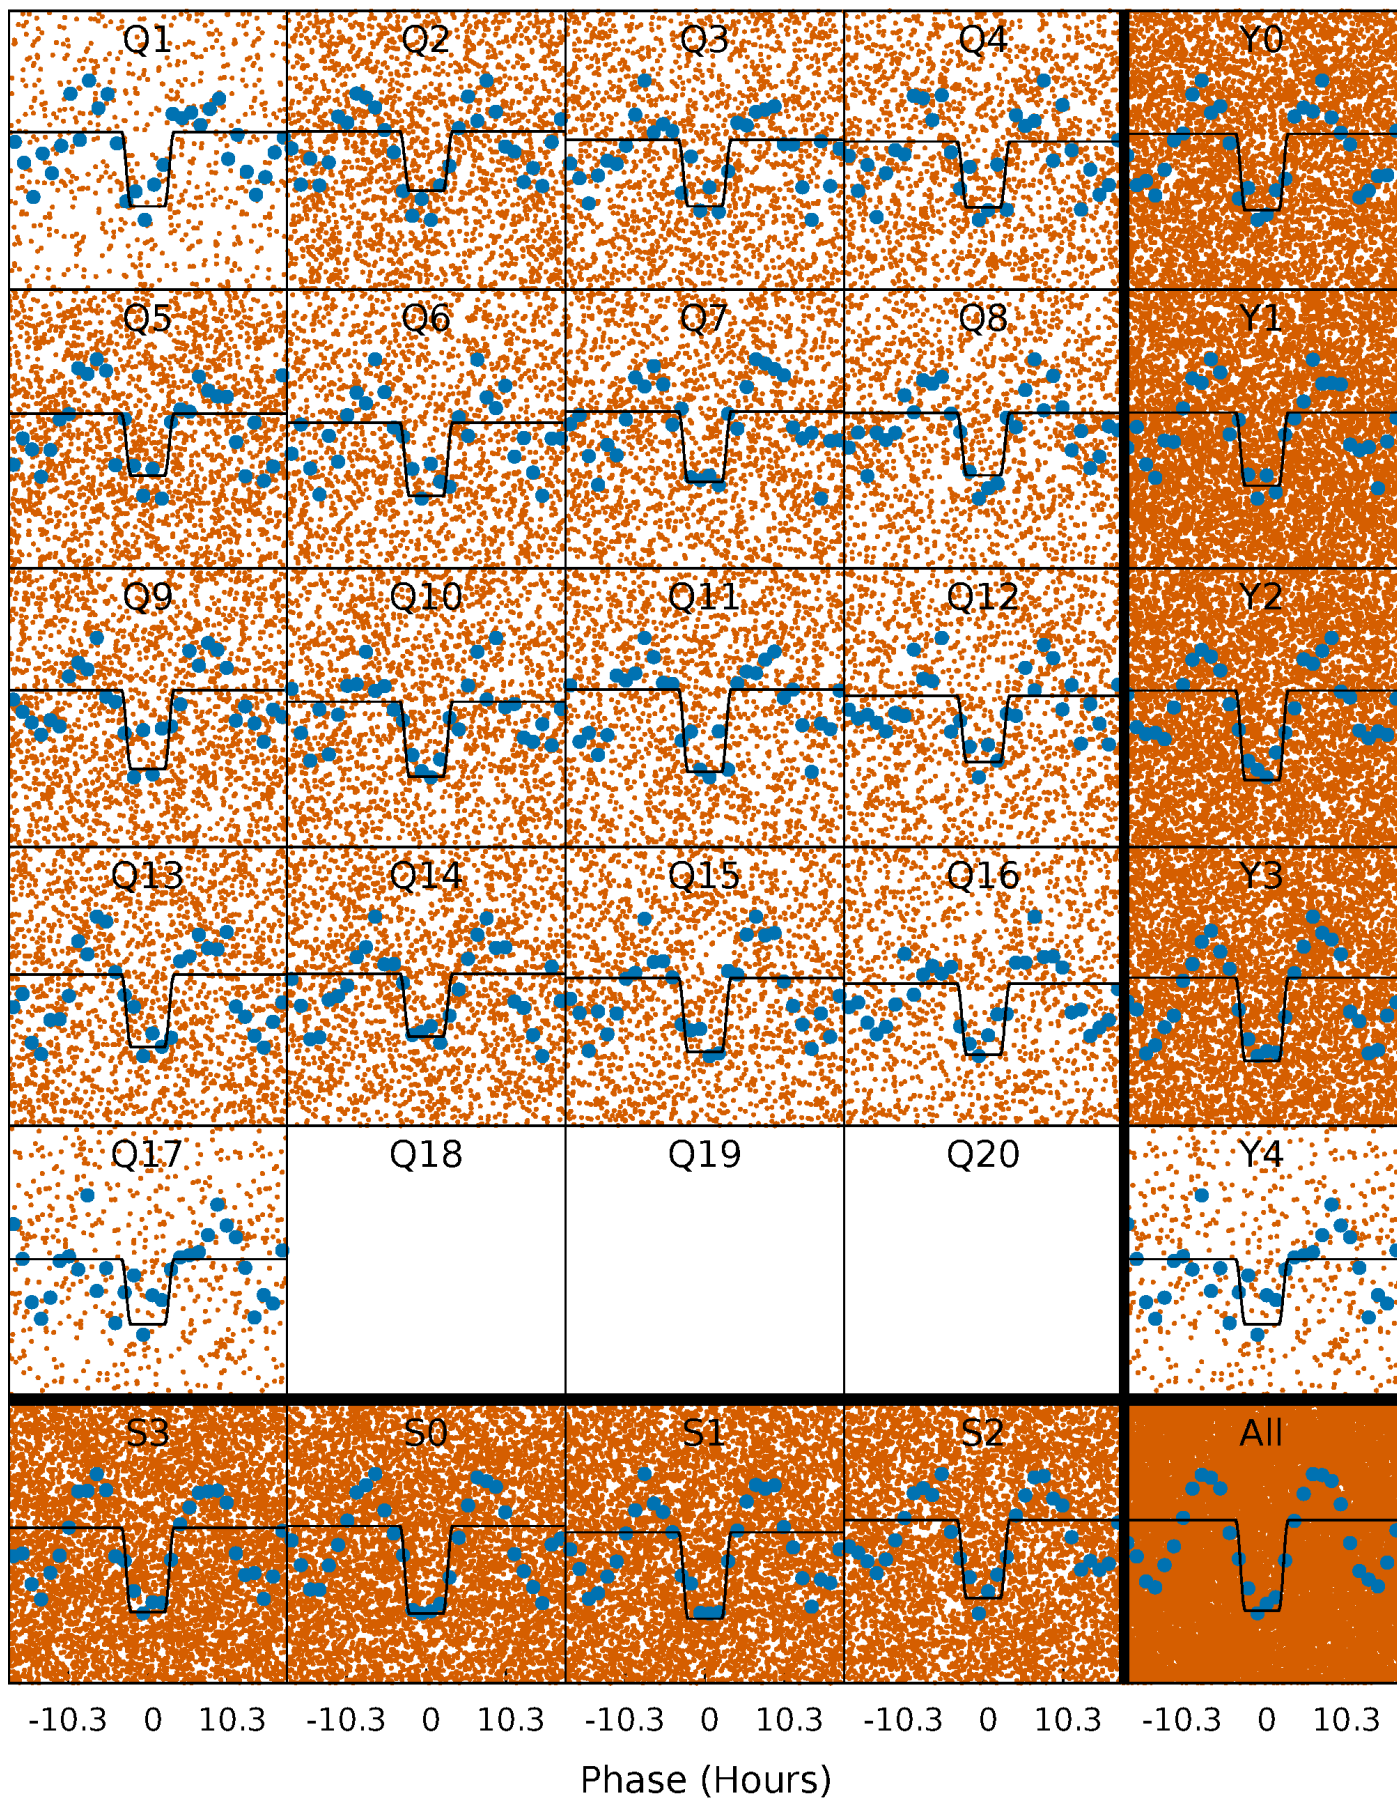 Q1 Q2 Q3 Q4 Y0
Q5 Q6 Q7 Q8 Y1
Q9 Q10 Q11 Q12 Y2
Q13 Q14 Q15 Q16 Y3
Q17 Q18 Q19 Q20 Y4
S3 S0 S1 S2 All
-10.3 0 10.3 -10.3 0 10.3 -10.3 0 10.3 -10.3 0 10.3 -10.3 0 10.3
Phase (Hours)